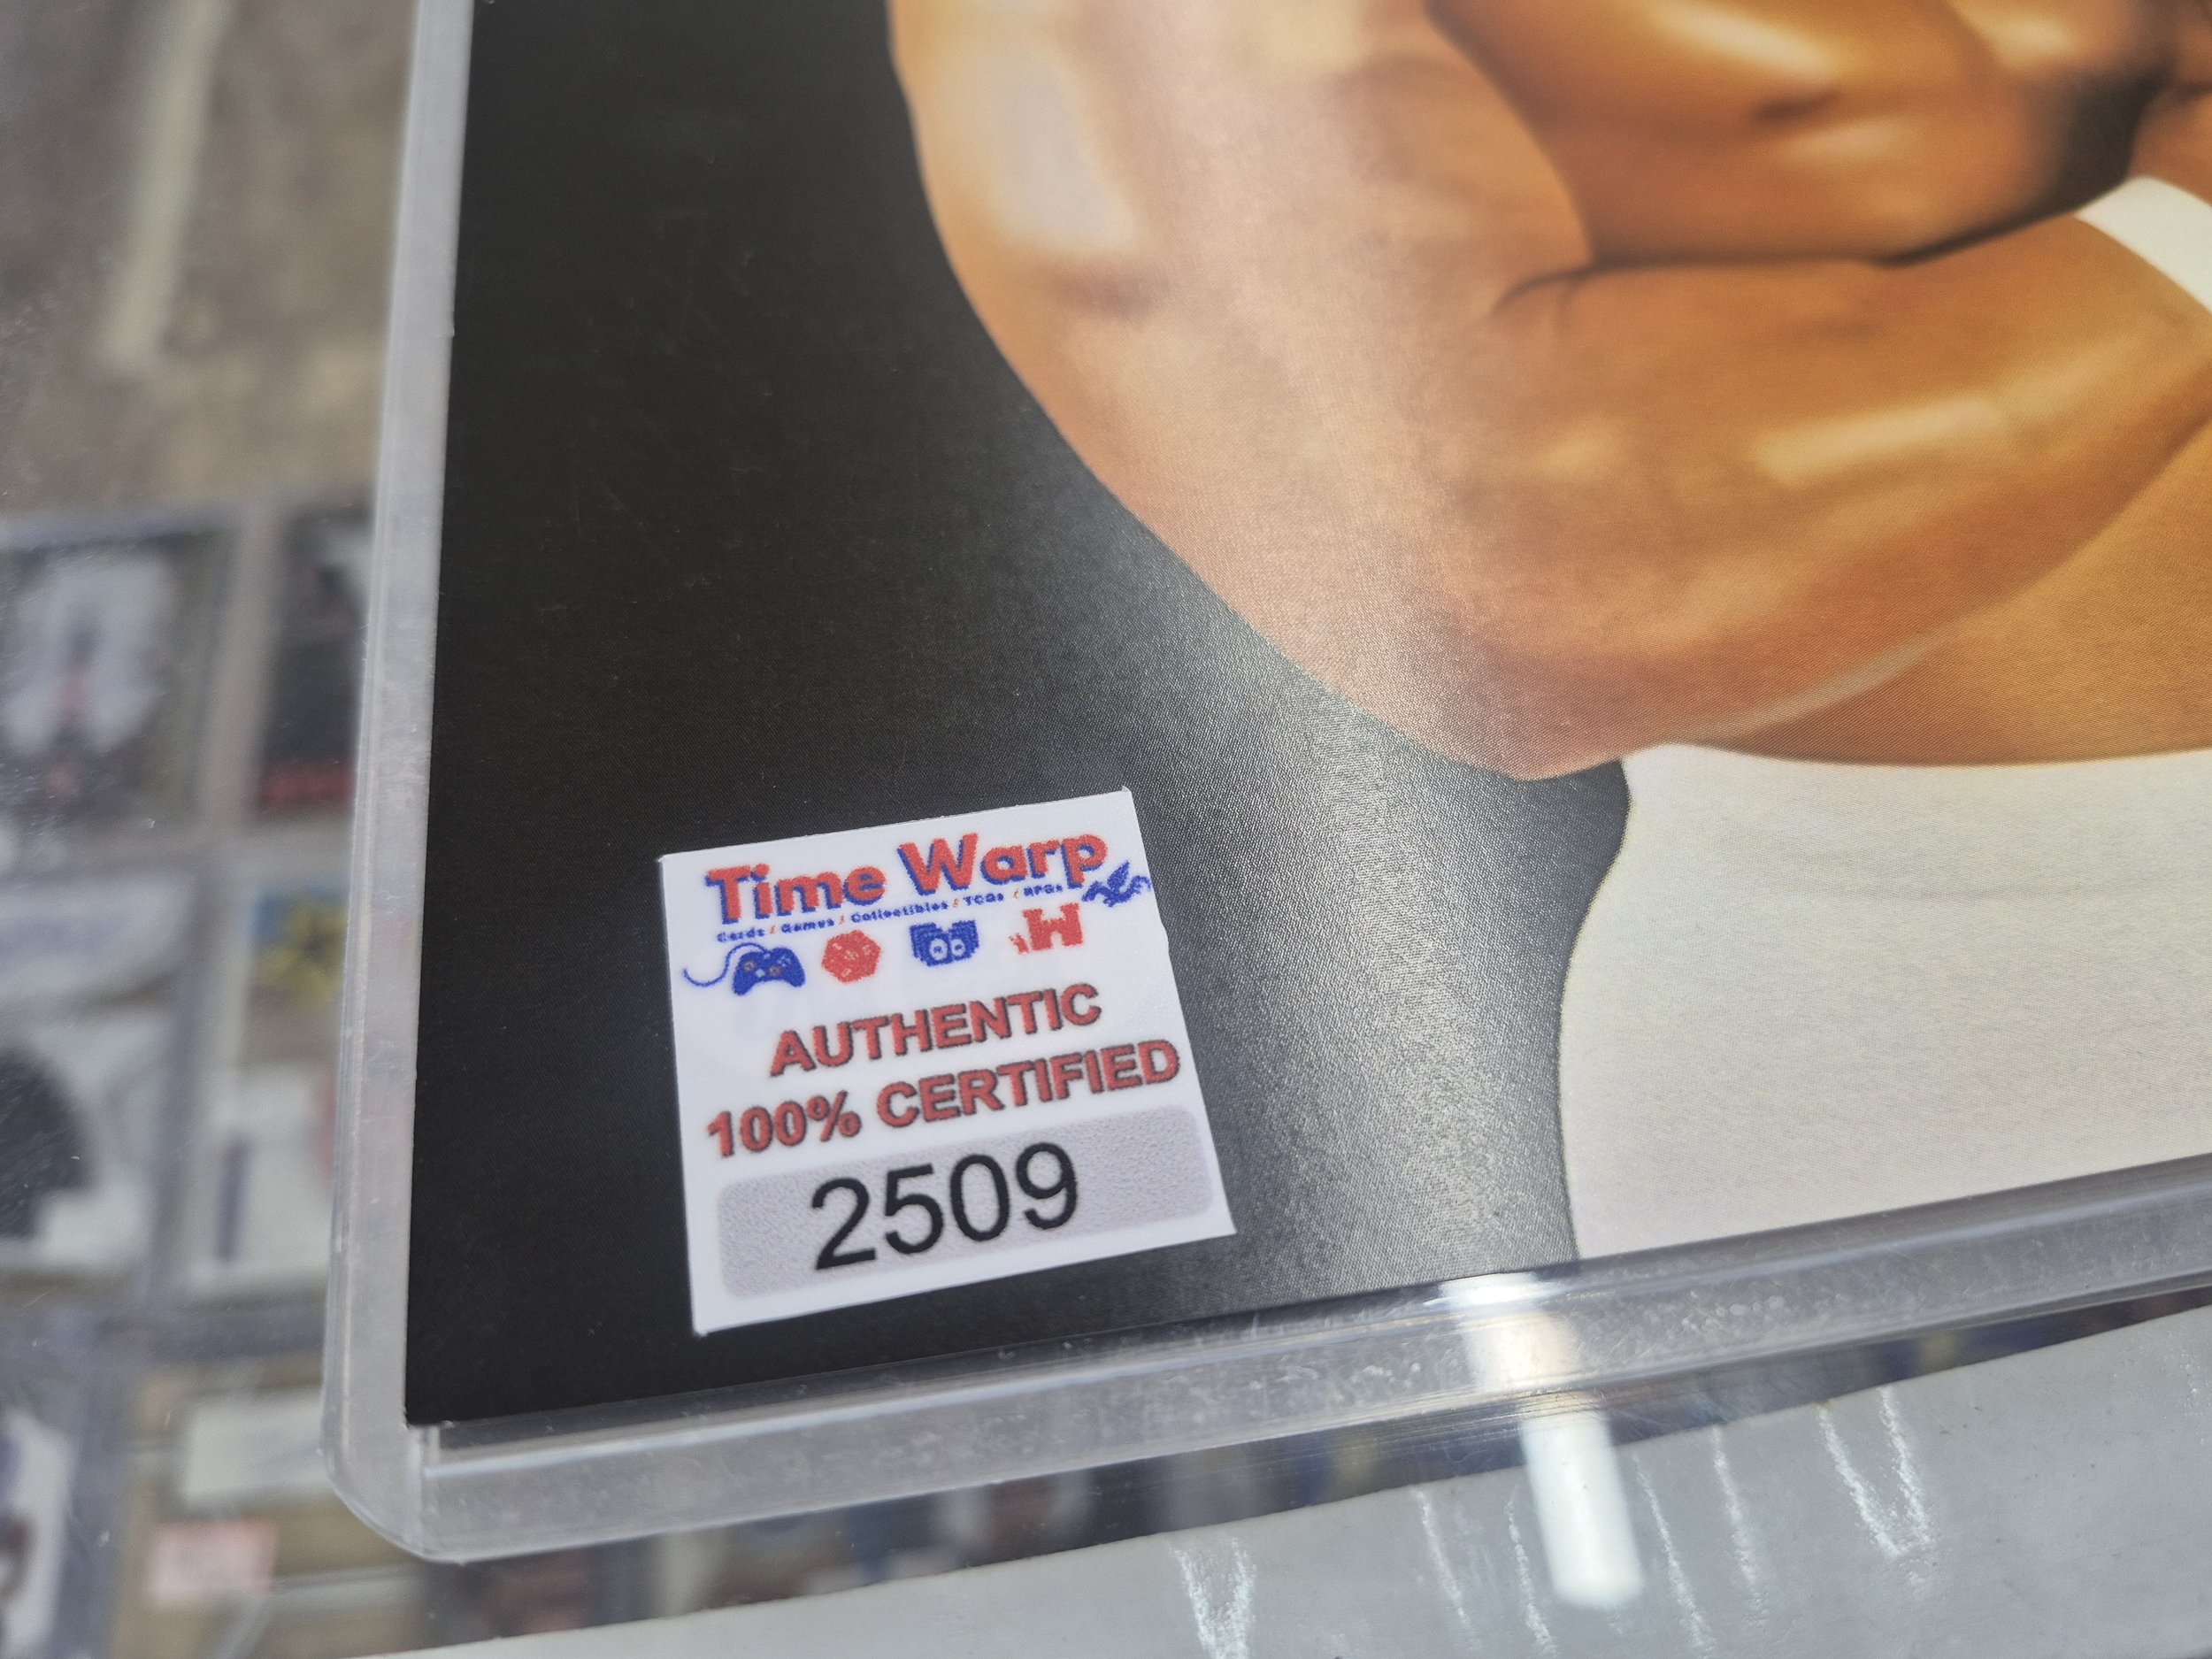 Time Warp
Cards / Games / Collectibles / TCGs / RPGs
AUTHENTIC
100% CERTIFIED
2509